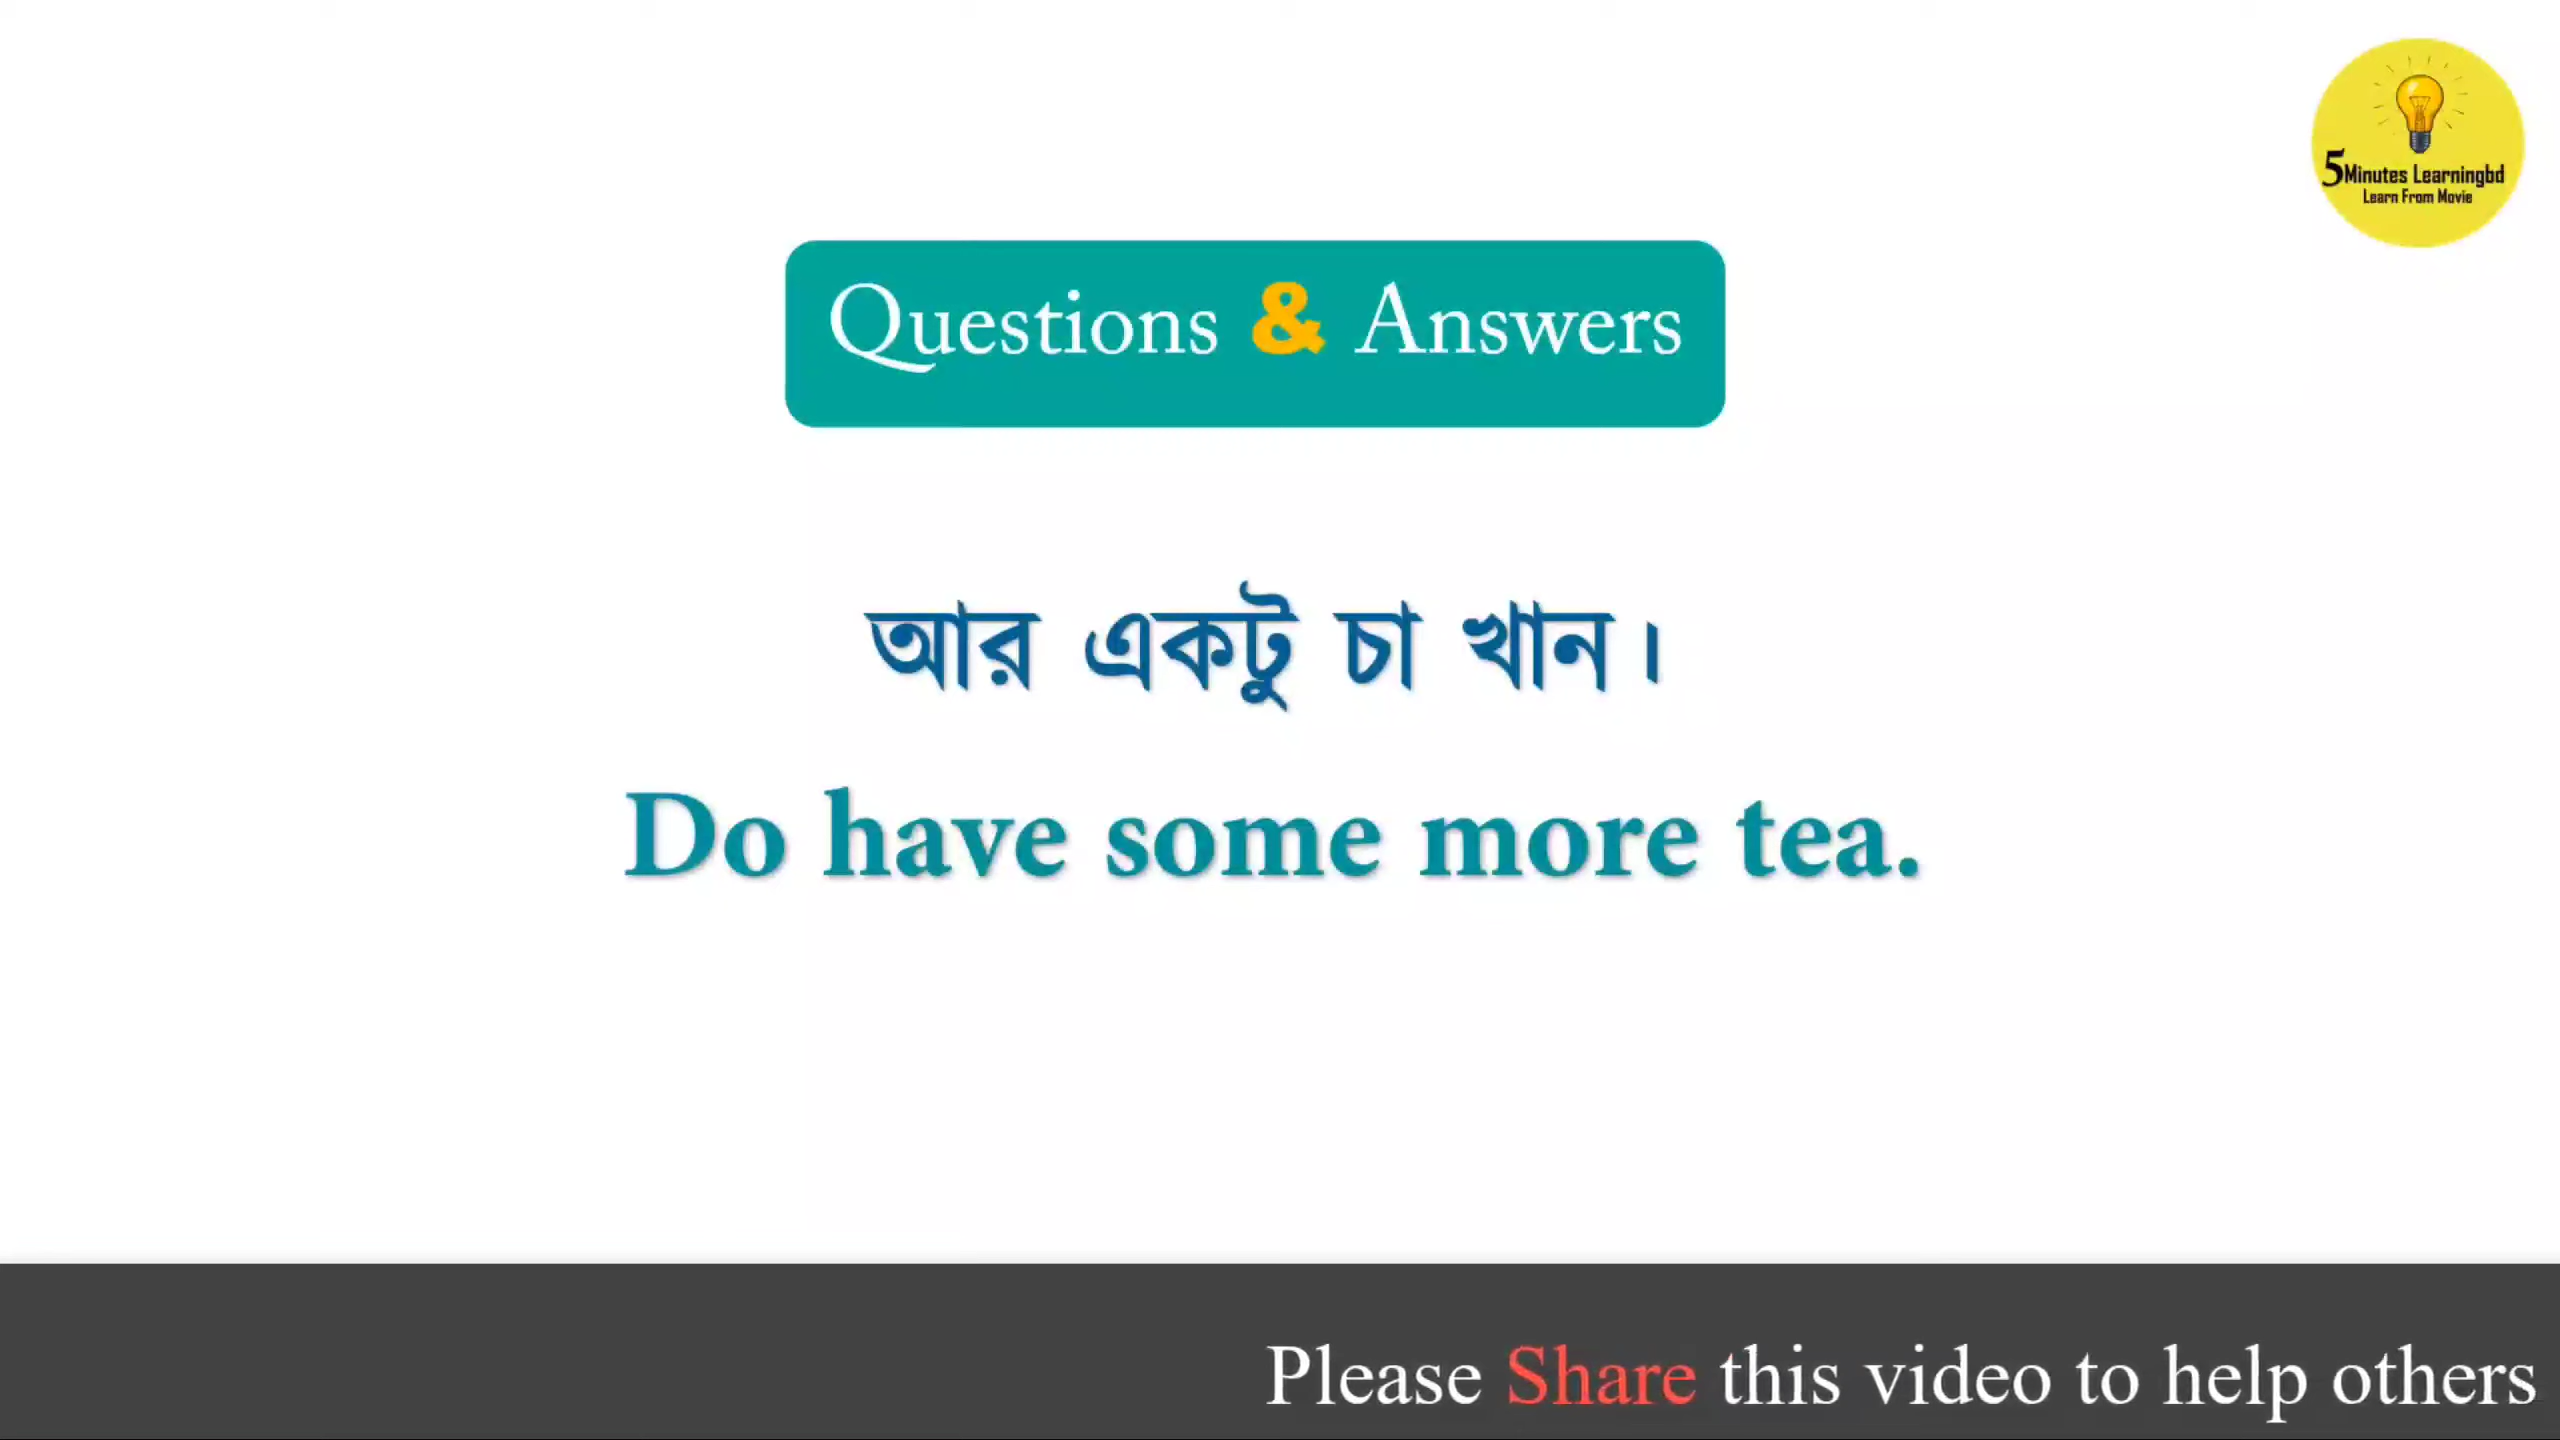 5Minutes Learningbd
Learn From Movie
Questions & Answers
আর একটু চা খান।
Do have some more tea.
Please Share this video to help others